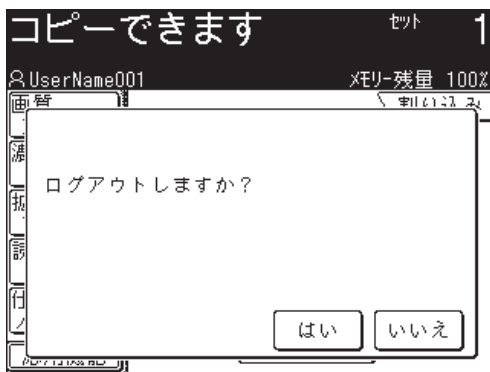 コピーできます セット 1
UserName001 メモリー残量 100%
画質
濃
ログアウトしますか?
はい いいえ